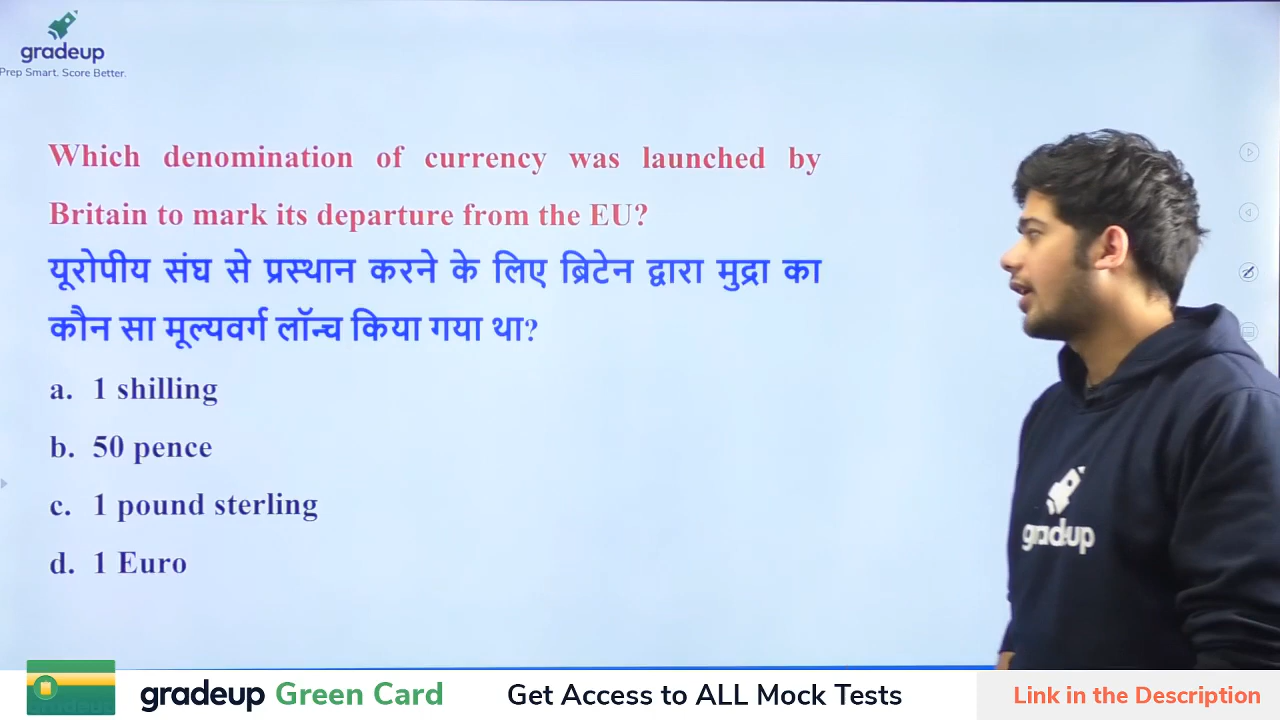 gradeup
Prep Smart. Score Better.
Which denomination of currency was launched by
Britain to mark its departure from the EU?
यूरोपीय संघ से प्रस्थान करने के लिए ब्रिटेन द्वारा मुद्रा का
कौन सा मूल्यवर्ग लॉन्च किया गया था?
a. 1 shilling
b. 50 pence
c. 1 pound sterling
d. 1 Euro
gradeup
gradeup Green Card
Get Access to ALL Mock Tests
Link in the Description